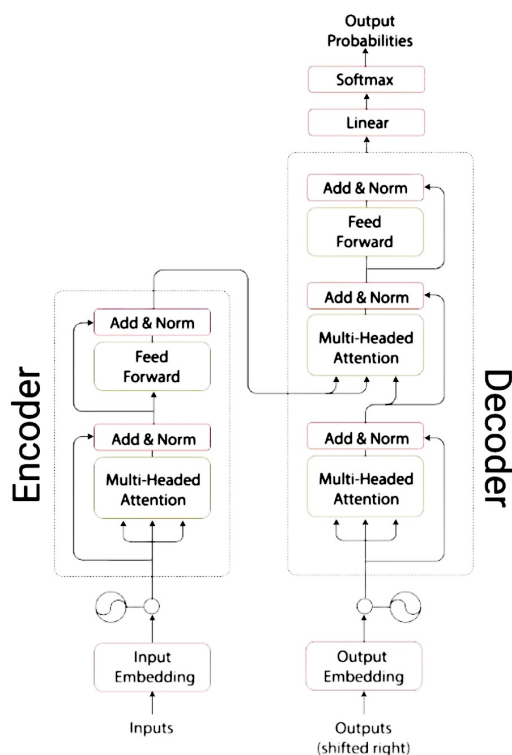 Output
Probabilities
Softmax
Linear
Add & Norm
Feed
Forward
Add & Norm
Multi-Headed
Attention
Add & Norm
Multi-Headed
Attention
Decoder
Output
Embedding
Outputs
(shifted right)
Encoder
Add & Norm
Feed
Forward
Add & Norm
Multi-Headed
Attention
Input
Embedding
Inputs